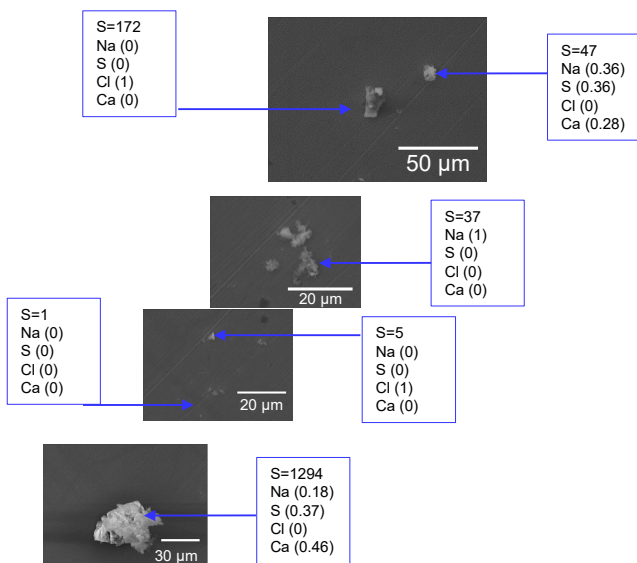 S=172
Na (0)
S (0)
Cl (1)
Ca (0)
S=47
Na (0.36)
S (0.36)
Cl (0)
Ca (0.28)
50 µm
S=37
Na (1)
S (0)
Cl (0)
Ca (0)
20 µm
S=1
Na (0)
S (0)
Cl (0)
Ca (0)
S=5
Na (0)
S (0)
Cl (1)
Ca (0)
20 µm
S=1294
Na (0.18)
S (0.37)
Cl (0)
Ca (0.46)
30 µm